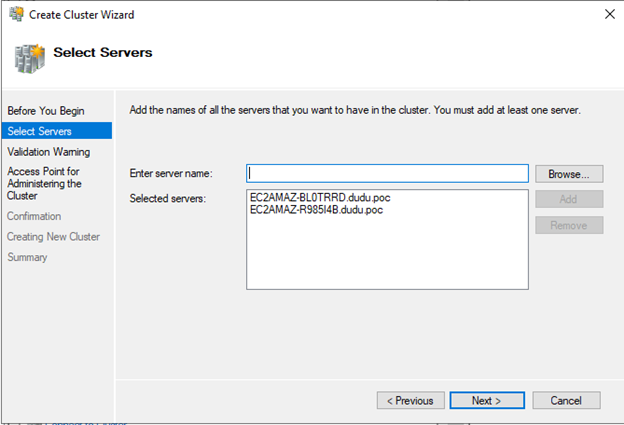 Create Cluster Wizard
Select Servers
Before You Begin
Select Servers
Validation Warning
Access Point for
Administering the
Cluster
Confirmation
Creating New Cluster
Summary
Add the names of all the servers that you want to have in the cluster. You must add at least one server.
Enter server name:
Browse...
Selected servers:
EC2AMAZ-BL0TRRD.dudu.poc
EC2AMAZ-R985I4B.dudu.poc
Add
Remove
< Previous
Next >
Cancel